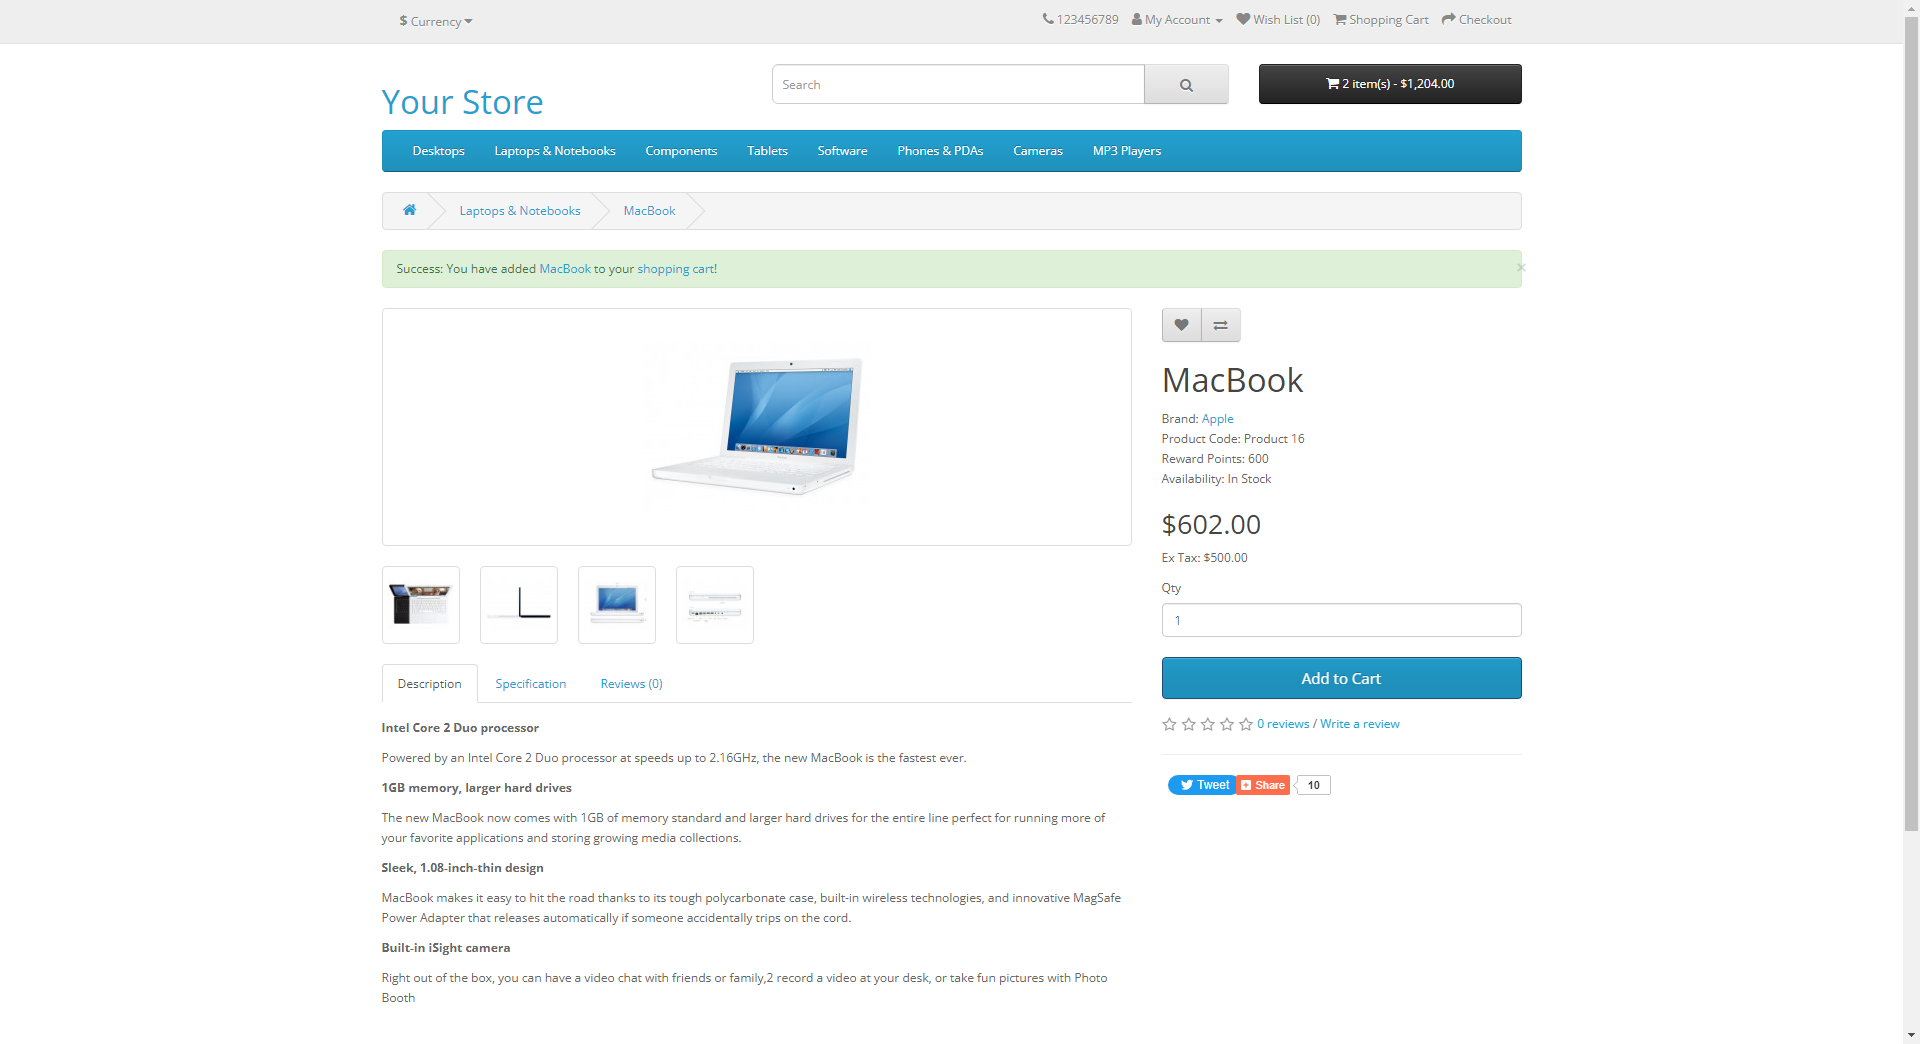 $ Currency
123456789 My Account Wish List (0) Shopping Cart Checkout
Your Store
Search
2 item(s) - $1,204.00
Desktops Laptops & Notebooks Components Tablets Software Phones & PDAs Cameras MP3 Players
Laptops & Notebooks MacBook
Success: You have added MacBook to your shopping cart!
×
MacBook
Brand: Apple
Product Code: Product 16
Reward Points: 600
Availability: In Stock
$602.00
Ex Tax: $500.00
Qty
1
Add to Cart
0 reviews / Write a review
Tweet Share 10
Description Specification Reviews (0)
Intel Core 2 Duo processor
Powered by an Intel Core 2 Duo processor at speeds up to 2.16GHz, the new MacBook is the fastest ever.
1GB memory, larger hard drives
The new MacBook now comes with 1GB of memory standard and larger hard drives for the entire line perfect for running more of
your favorite applications and storing growing media collections.
Sleek, 1.08-inch-thin design
MacBook makes it easy to hit the road thanks to its tough polycarbonate case, built-in wireless technologies, and innovative MagSafe
Power Adapter that releases automatically if someone accidentally trips on the cord.
Built-in iSight camera
Right out of the box, you can have a video chat with friends or family,2 record a video at your desk, or take fun pictures with Photo
Booth